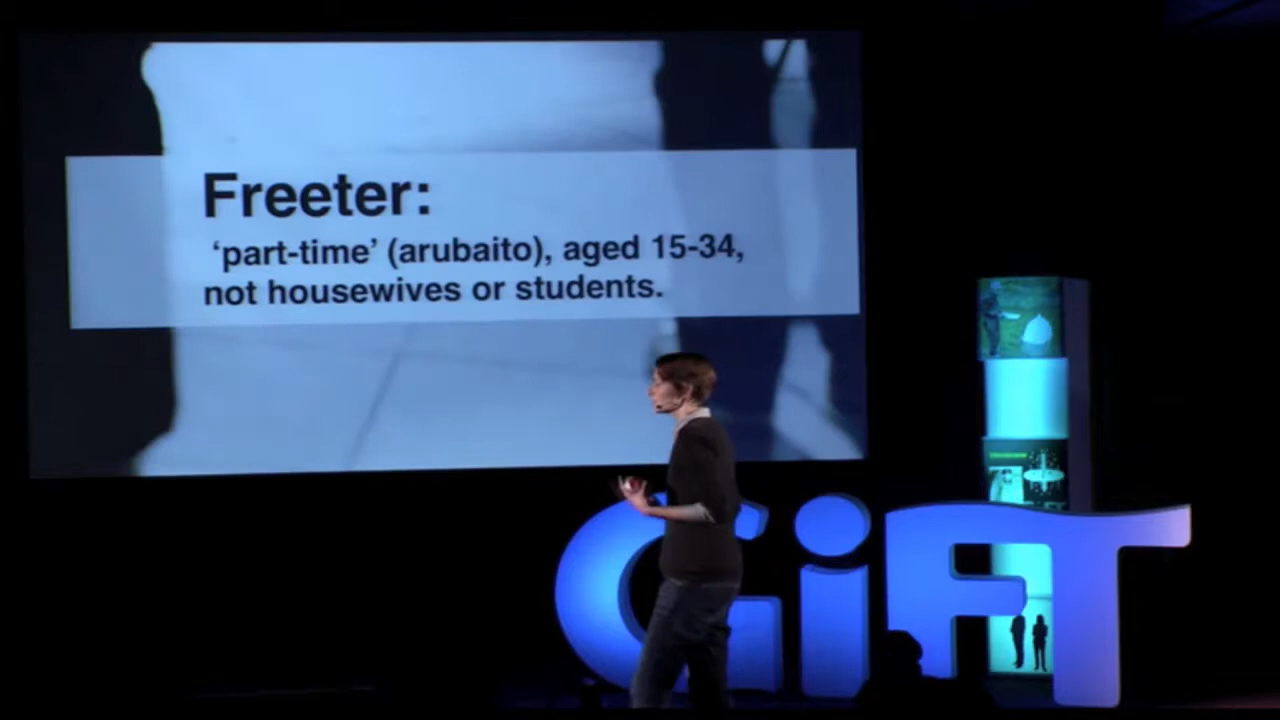 Freeter:
‘part-time’ (arubaito), aged 15-34,
not housewives or students.
GiFT